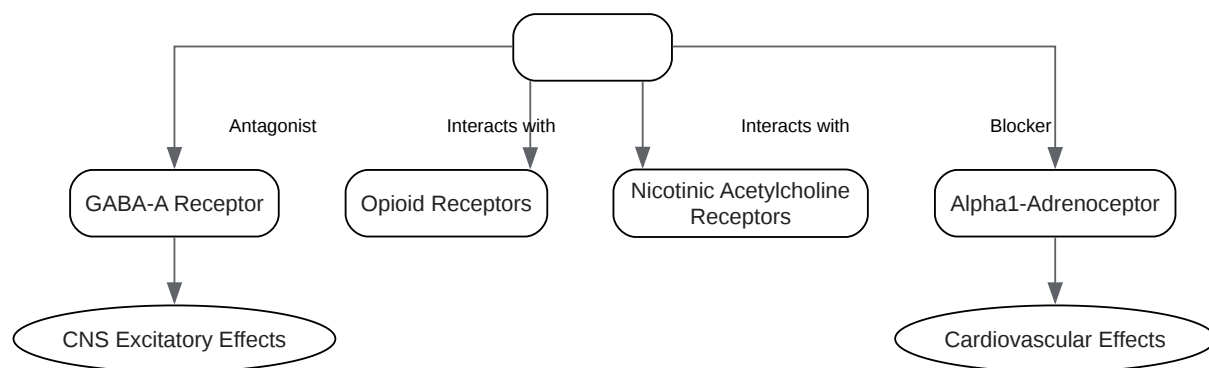 Antagonist
Interacts with
Interacts with
Blocker
GABA-A Receptor
Opioid Receptors
Nicotinic Acetylcholine
Receptors
Alpha1-Adrenoceptor
CNS Excitatory Effects
Cardiovascular Effects